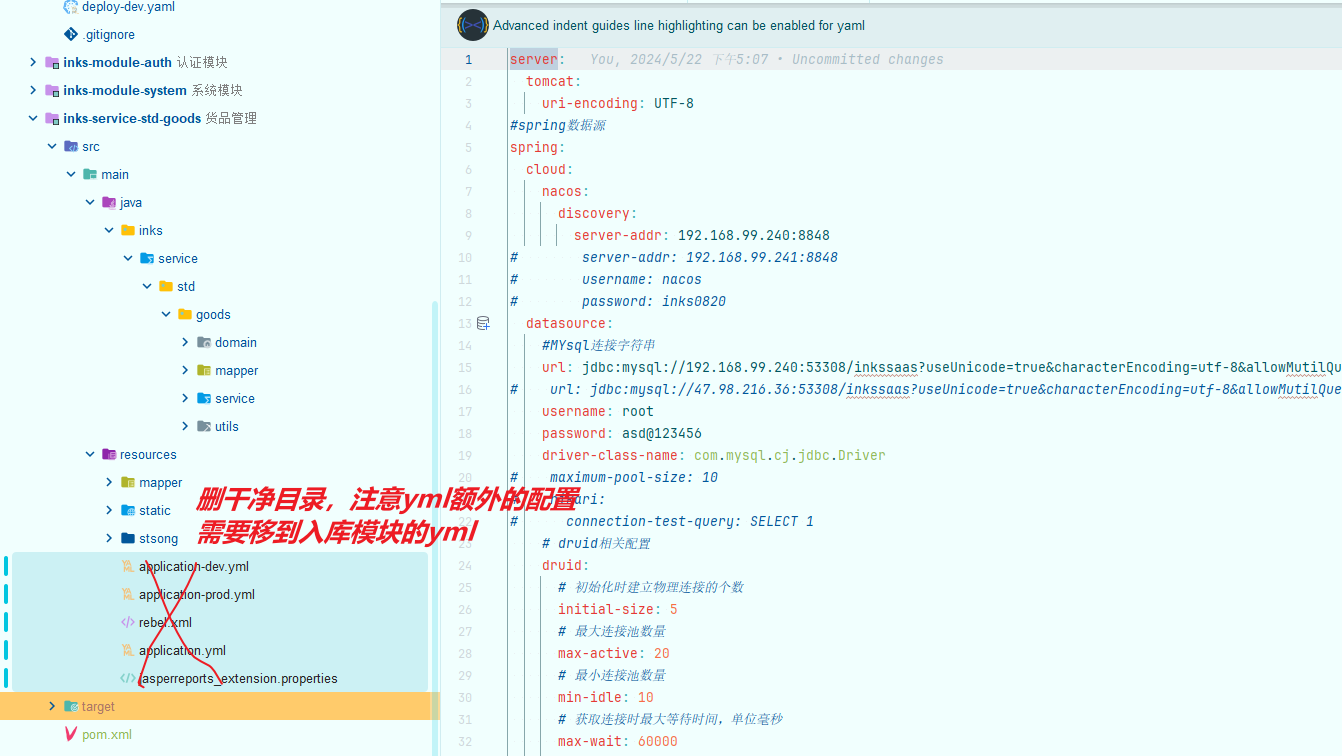 deploy-dev.yaml
.gitignore
inks-module-auth 认证模块
inks-module-system 系统模块
inks-service-std-goods 货品管理
src
main
java
inks
service
std
goods
domain
mapper
service
utils
resources
mapper
static
stsong
application-dev.yml
application-prod.yml
rebel.xml
application.yml
jasperreports_extension.properties
target
pom.xml
删干净目录，注意yml额外的配置
需要移到入库模块的yml
Advanced indent guides line highlighting can be enabled for yaml
1 server: You, 2024/5/22 下午5:07 • Uncommitted changes
2 tomcat:
3 uri-encoding: UTF-8
4 #spring数据源
5 spring:
6 cloud:
7 nacos:
8 discovery:
9 server-addr: 192.168.99.240:8848
10 # server-addr: 192.168.99.241:8848
11 # username: nacos
12 # password: inks0820
13 datasource:
14 #MYsql连接字符串
15 url: jdbc:mysql://192.168.99.240:53308/inkssaas?useUnicode=true&characterEncoding=utf-8&allowMutilQu
16 # url: jdbc:mysql://47.98.216.36:53308/inkssaas?useUnicode=true&characterEncoding=utf-8&allowMutilQue
17 username: root
18 password: asd@123456
19 driver-class-name: com.mysql.cj.jdbc.Driver
20 # maximum-pool-size: 10
ari:
22 # connection-test-query: SELECT 1
23 # druid相关配置
24 druid:
25 # 初始化时建立物理连接的个数
26 initial-size: 5
27 # 最大连接池数量
28 max-active: 20
29 # 最小连接池数量
30 min-idle: 10
31 # 获取连接时最大等待时间，单位毫秒
32 max-wait: 60000